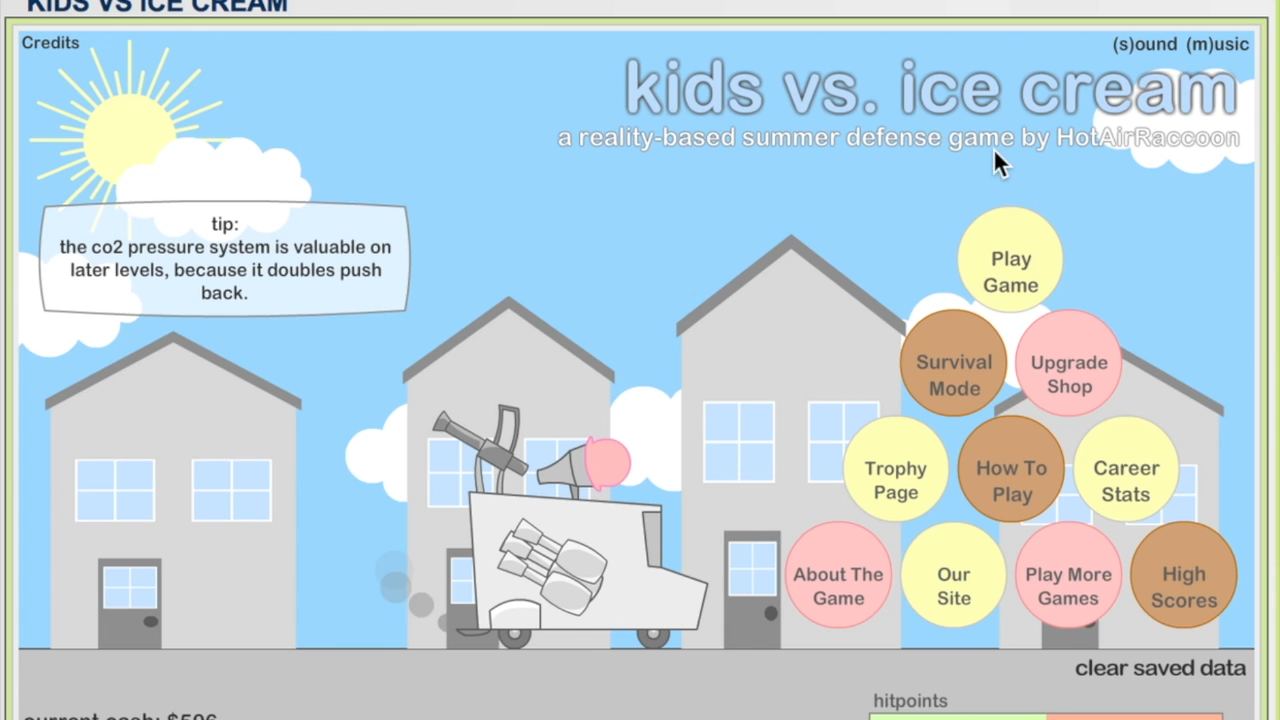 KIDS VS ICE CREAM
Credits
(s)ound (m)usic
kids vs. ice cream
a reality-based summer defense game by HotAirRaccoon
tip:
the co2 pressure system is valuable on
later levels, because it doubles push
back.
Play
Game
Survival
Mode
Upgrade
Shop
Trophy
Page
How To
Play
Career
Stats
About The
Game
Our
Site
Play More
Games
High
Scores
clear saved data
hitpoints
current cash: $596